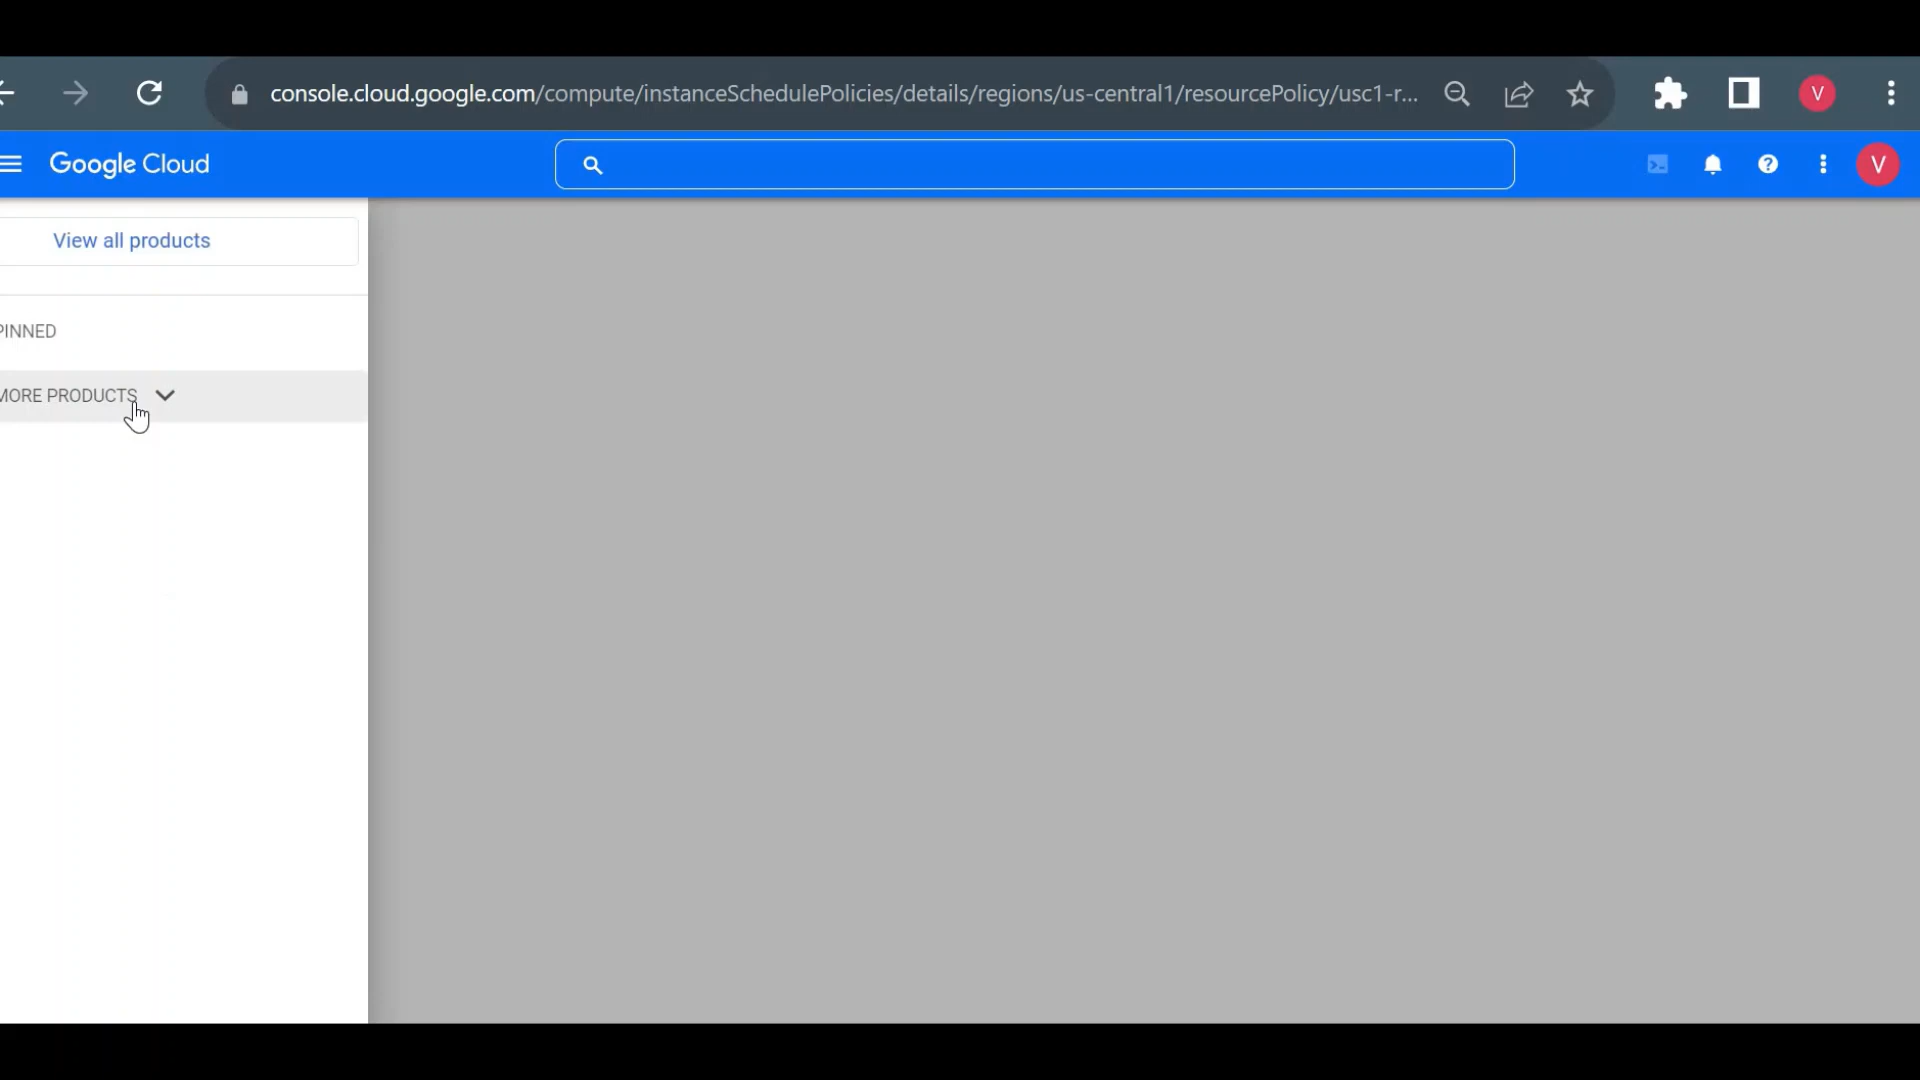 console.cloud.google.com/compute/instanceSchedulePolicies/details/regions/us-central1/resourcePolicy/usc1-r...
V
Google Cloud
V
View all products
PINNED
MORE PRODUCTS